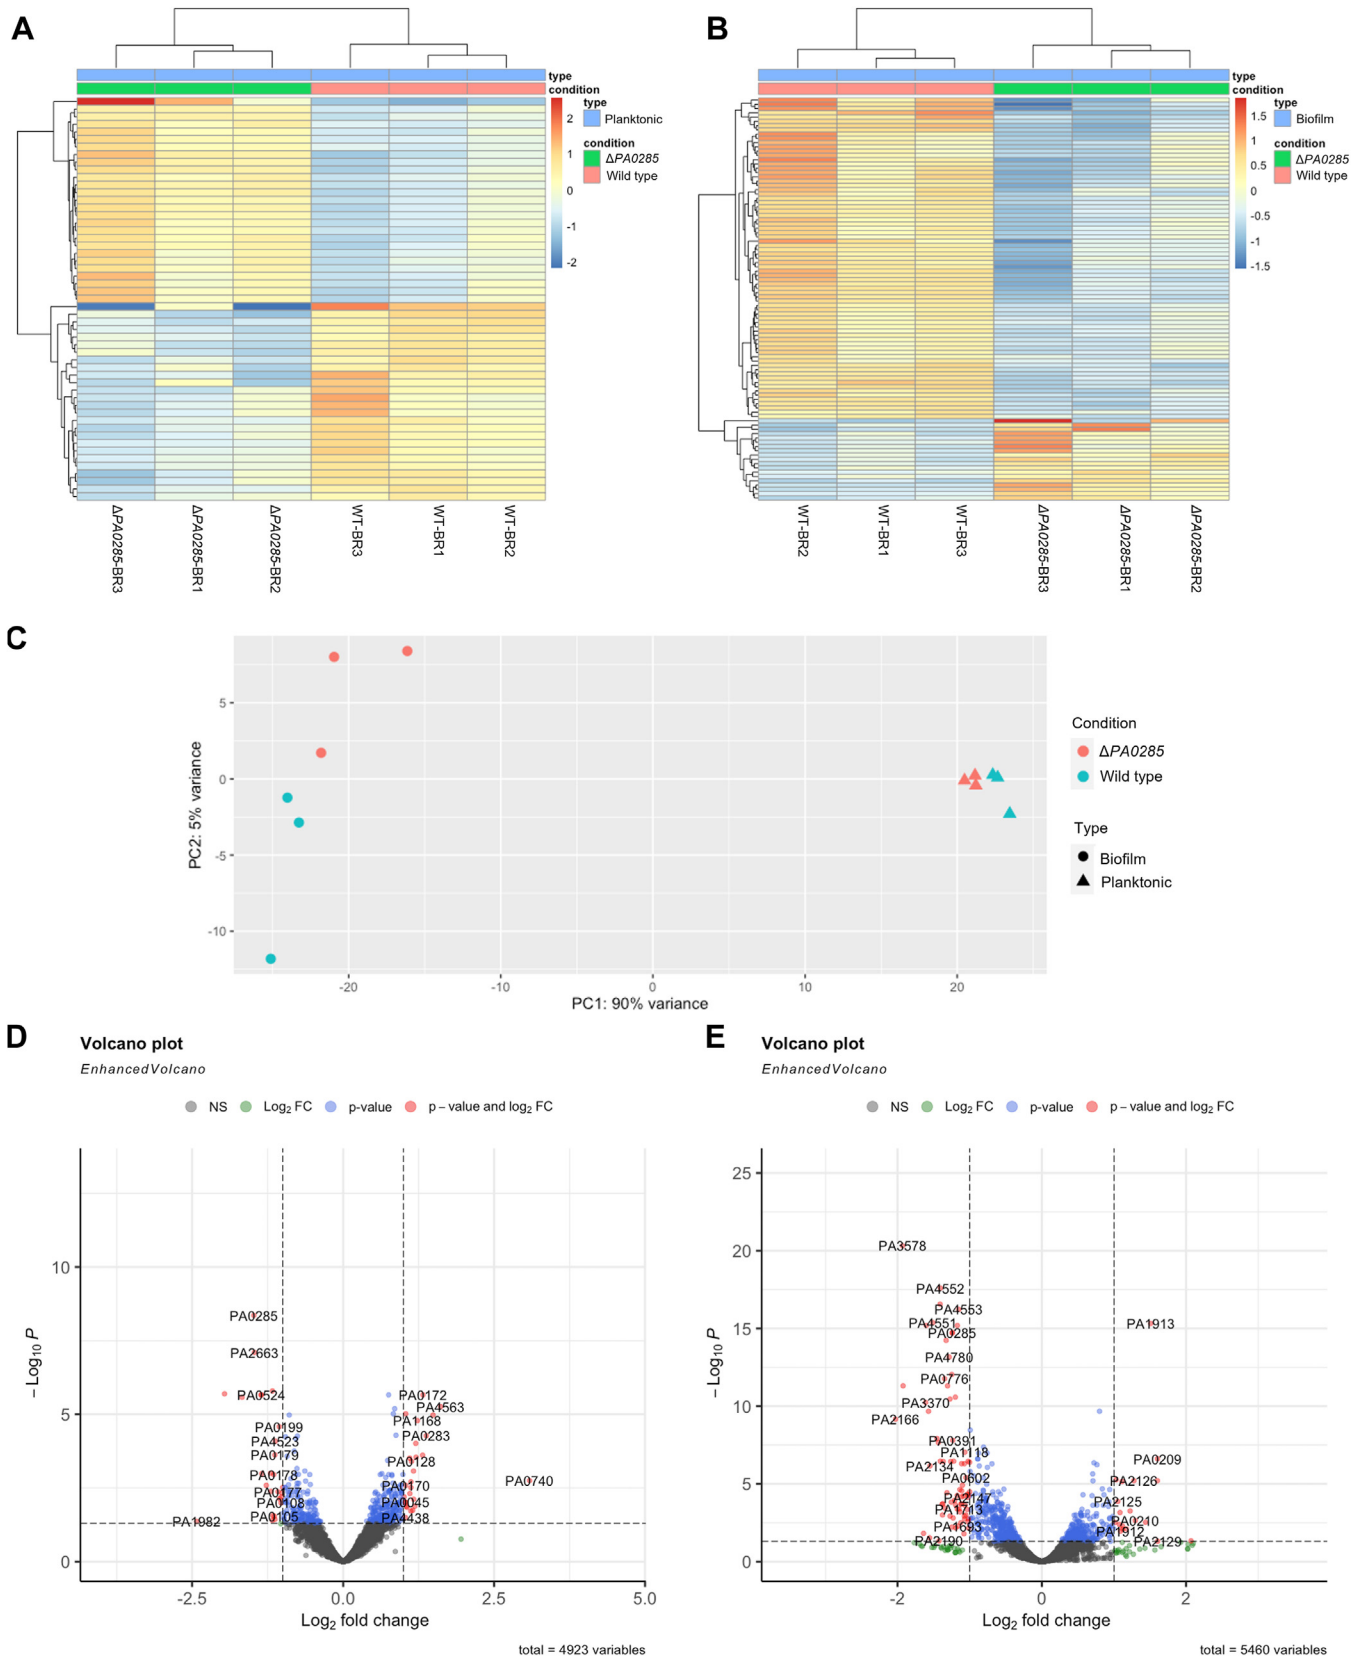 A
type
condition
2
1
0
-1
-2
type
Planktonic
condition
ΔPA0285
Wild type
ΔPA0285-BR3
ΔPA0285-BR1
ΔPA0285-BR2
WT-BR3
WT-BR1
WT-BR2
B
type
condition
1.5
1
0.5
0
-0.5
-1
-1.5
type
Biofilm
condition
ΔPA0285
Wild type
WT-BR2
WT-BR1
WT-BR3
ΔPA0285-BR3
ΔPA0285-BR1
ΔPA0285-BR2
C
PC2: 5% variance
5
0
-5
-10
-20
-10
0
10
20
PC1: 90% variance
Condition
ΔPA0285
Wild type
Type
Biofilm
Planktonic
D
Volcano plot
EnhancedVolcano
NS
Log2 FC
p-value
p – value and log2 FC
– Log10 P
10
5
0
PA0285
PA2663
PA0524
PA0199
PA4523
PA0179
PA0178
PA0177
PA0108
PA0105
PA1982
PA0172
PA4563
PA1168
PA0283
PA0128
PA0170
PA0045
PA4438
PA0740
-2.5
0.0
2.5
5.0
Log2 fold change
total = 4923 variables
E
Volcano plot
EnhancedVolcano
NS
Log2 FC
p-value
p – value and log2 FC
– Log10 P
25
20
15
10
5
0
PA3578
PA4552
PA4553
PA4551
PA0285
PA4780
PA0776
PA3370
PA2166
PA0391
PA1118
PA2134
PA0602
PA2147
PA1713
PA1693
PA2190
PA1913
PA0209
PA2126
PA2125
PA0210
PA1912
PA2129
-2
0
2
Log2 fold change
total = 5460 variables